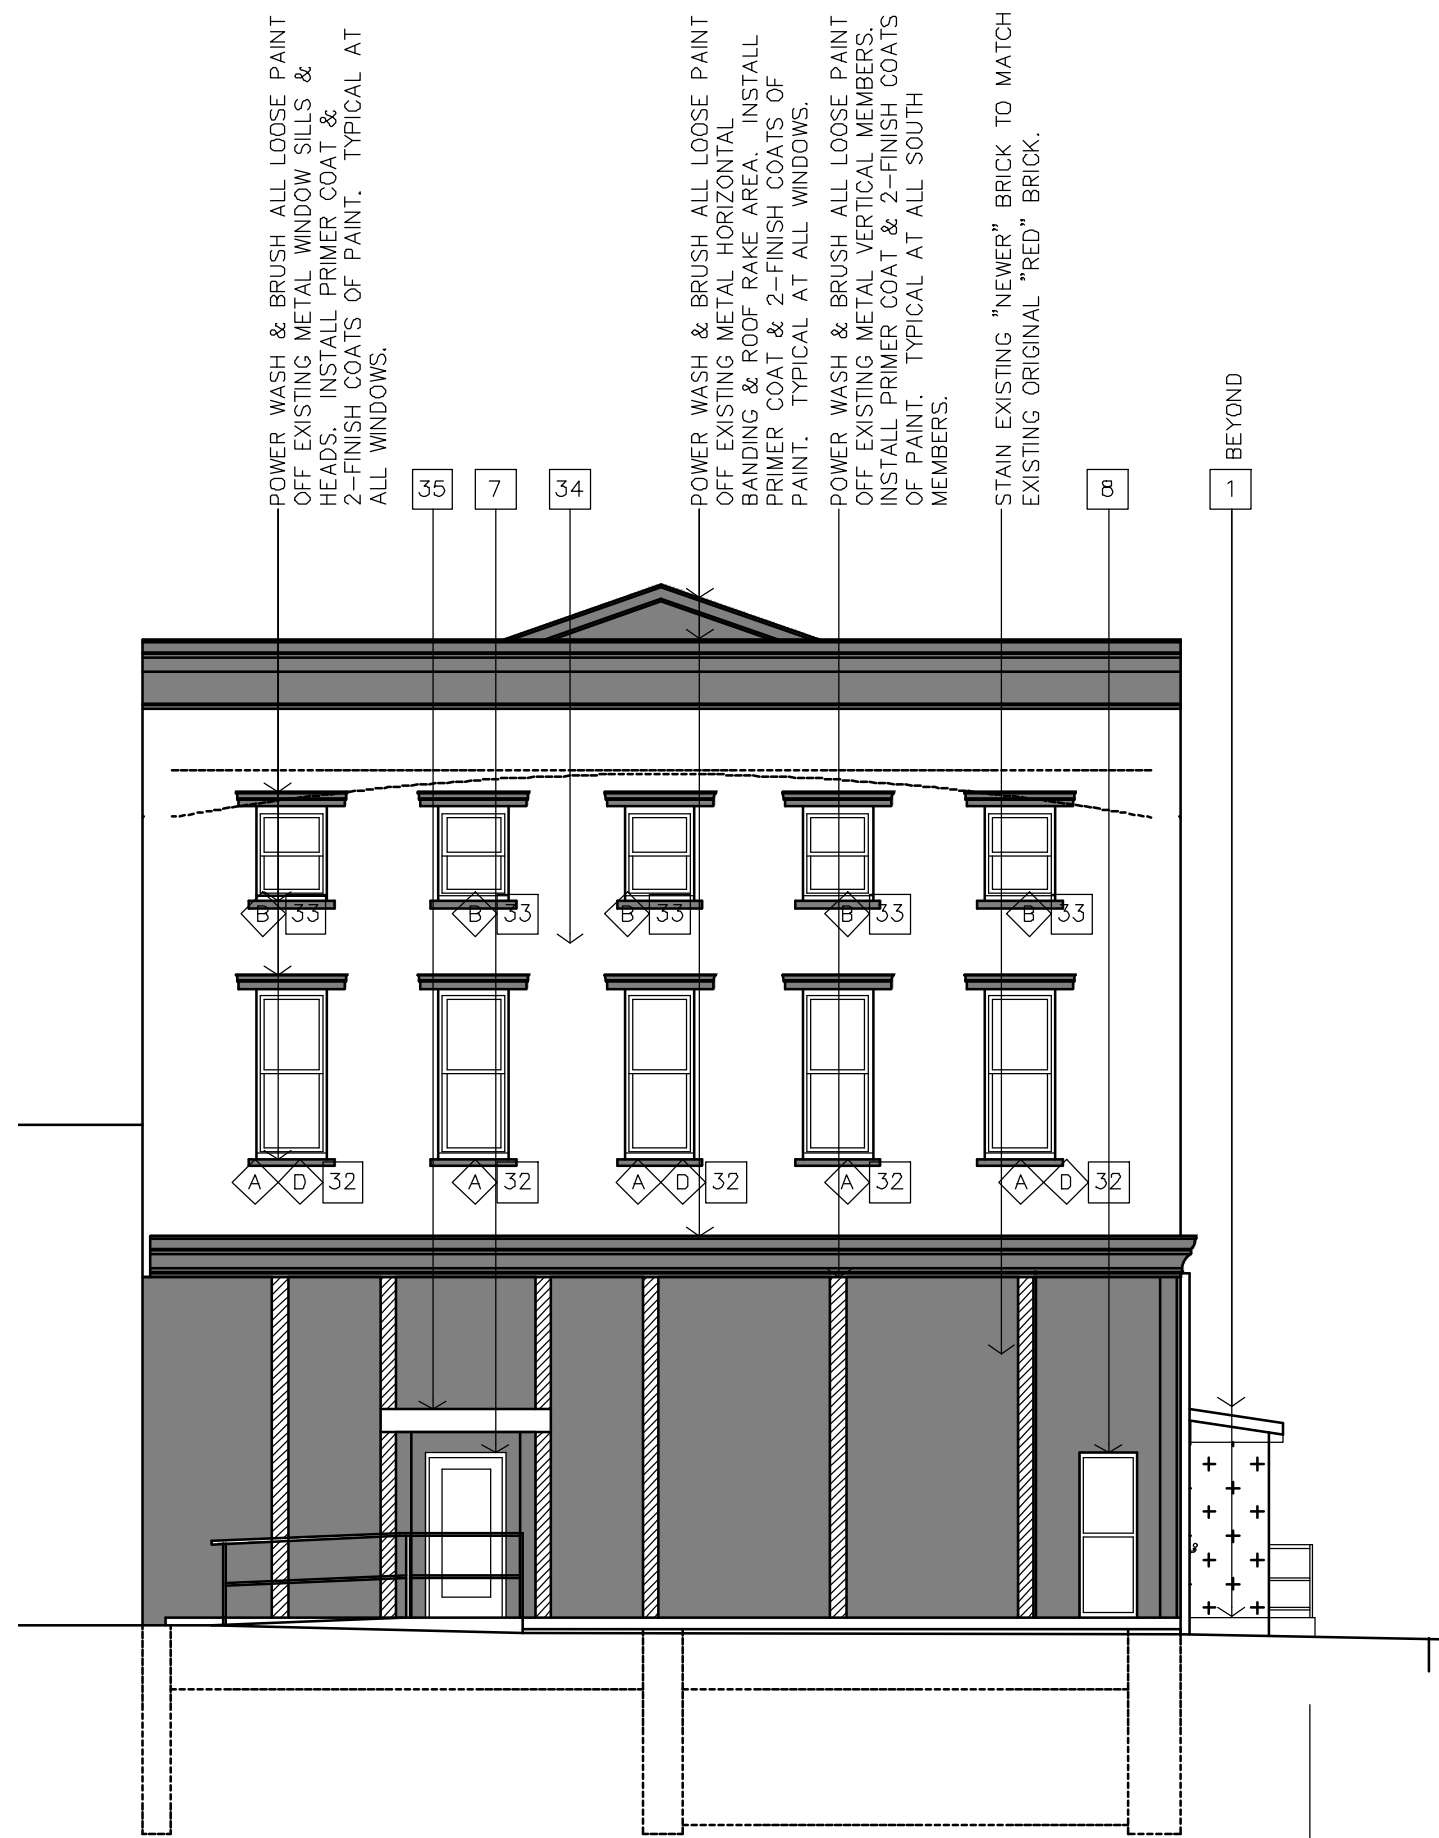 POWER WASH & BRUSH ALL LOOSE PAINT
OFF EXISTING METAL WINDOW SILLS &
HEADS. INSTALL PRIMER COAT &
2-FINISH COATS OF PAINT. TYPICAL AT
ALL WINDOWS.
POWER WASH & BRUSH ALL LOOSE PAINT
OFF EXISTING METAL HORIZONTAL
BANDING & ROOF RAKE AREA. INSTALL
PRIMER COAT & 2-FINISH COATS OF
PAINT. TYPICAL AT ALL WINDOWS.
POWER WASH & BRUSH ALL LOOSE PAINT
OFF EXISTING METAL VERTICAL MEMBERS.
INSTALL PRIMER COAT & 2-FINISH COATS
OF PAINT. TYPICAL AT ALL SOUTH
MEMBERS.
STAIN EXISTING "NEWER" BRICK TO MATCH
EXISTING ORIGINAL "RED" BRICK.
BEYOND
35 7 34 8 1
B 33 B 33 B 33 B 33 B 33
A D 32 A 32 A D 32 A 32 A D 32